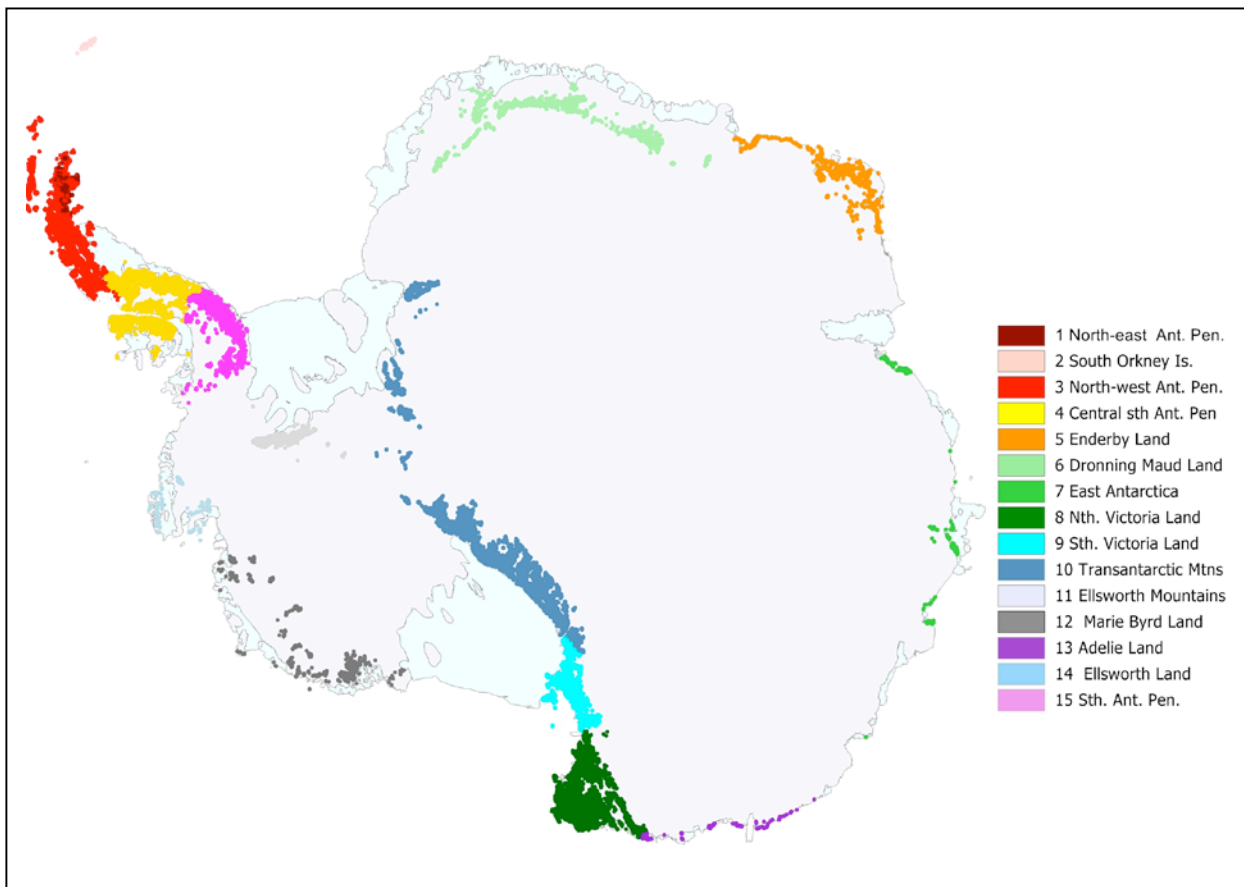 1 North-east Ant. Pen.
2 South Orkney Is.
3 North-west Ant. Pen.
4 Central sth Ant. Pen
5 Enderby Land
6 Dronning Maud Land
7 East Antarctica
8 Nth. Victoria Land
9 Sth. Victoria Land
10 Transantarctic Mtns
11 Ellsworth Mountains
12 Marie Byrd Land
13 Adelie Land
14 Ellsworth Land
15 Sth. Ant. Pen.